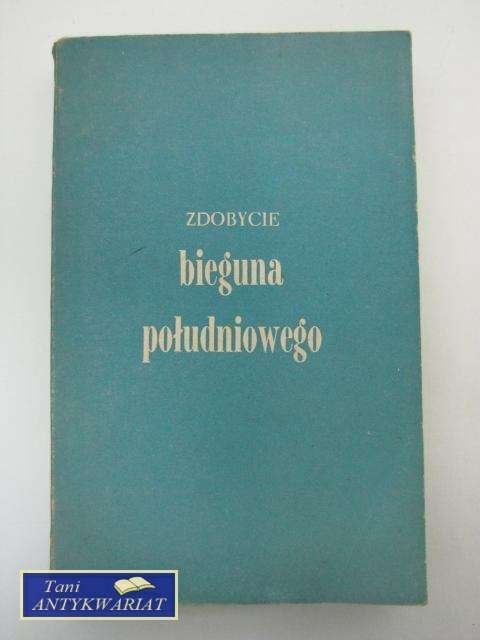 ZDOBYCIE
bieguna
południowego
Tani
ANTYKWARIAT